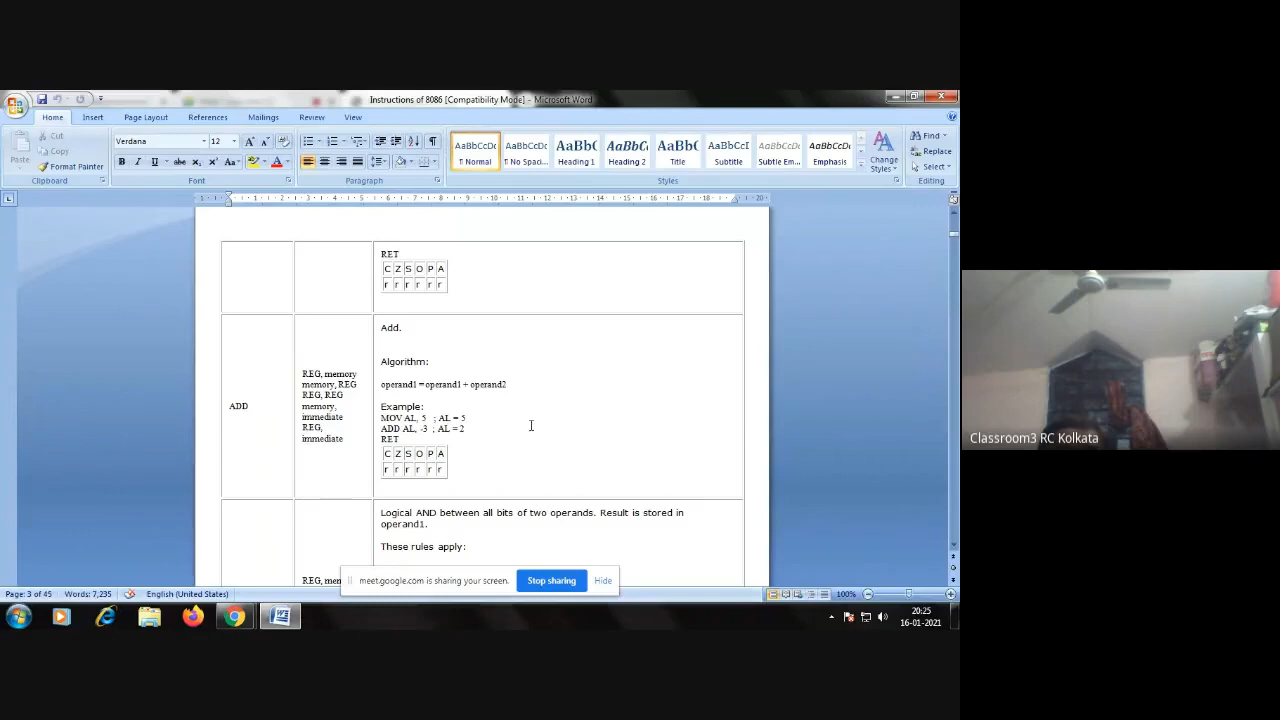 Instructions of 8086 [Compatibility Mode] - Microsoft Word
Home Insert Page Layout References Mailings Review View
Paste
Cut
Copy
Format Painter
Clipboard
Verdana 12
Font
Paragraph
AaBbCcDc AaBbCcDc AaBbCc AaBbCc AaBb AaBbCcI AaBbCcDc AaBbCcDc
¶ Normal ¶ No Spaci... Heading 1 Heading 2 Title Subtitle Subtle Em... Emphasis
Change Styles
Styles
Find
Replace
Select
Editing
RET
C Z S O P A
r r r r r r
ADD
REG, memory
memory, REG
REG, REG
memory,
immediate
REG,
immediate
Add.
Algorithm:
operand1 = operand1 + operand2
Example:
MOV AL, 5 ; AL = 5
ADD AL, -3 ; AL = 2
RET
C Z S O P A
r r r r r r
Logical AND between all bits of two operands. Result is stored in
operand1.
These rules apply:
REG, mem
meet.google.com is sharing your screen. Stop sharing Hide
Page: 3 of 45 Words: 7,235 English (United States) 100%
20:25
16-01-2021
Classroom3 RC Kolkata